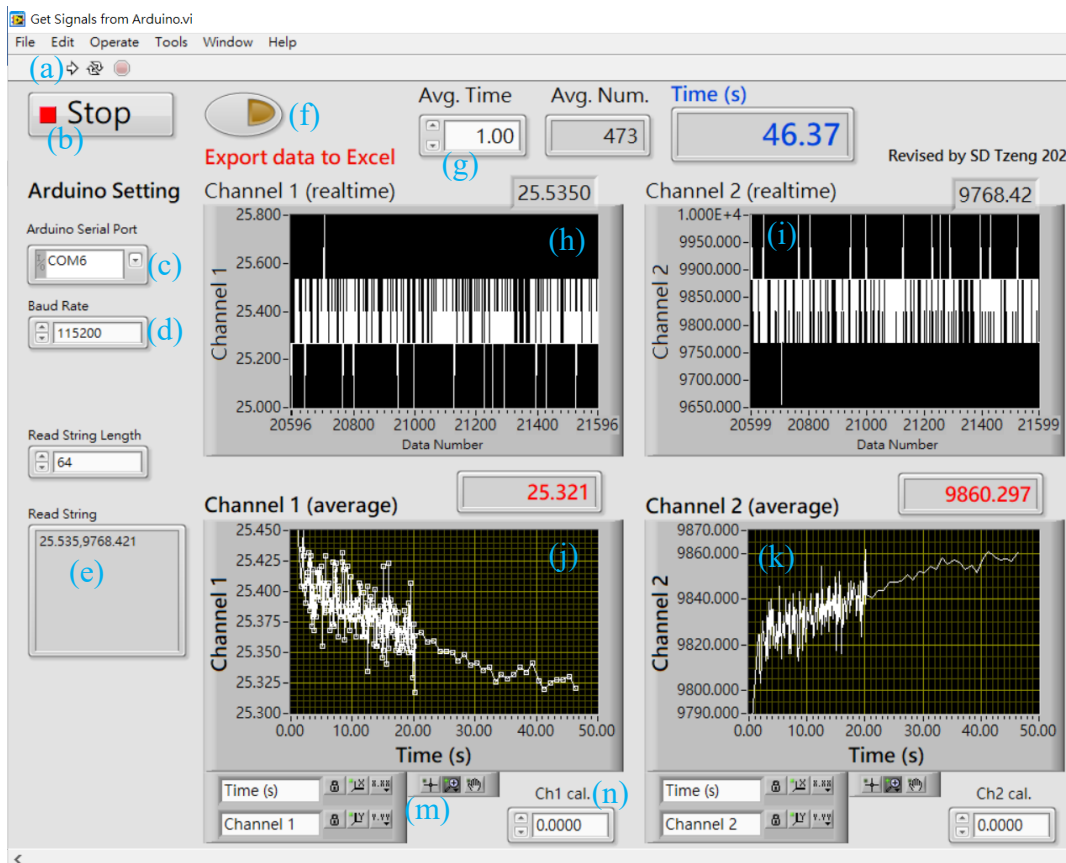 Get Signals from Arduino.vi
File Edit Operate Tools Window Help
(a)
Stop
(b)
(f)
Export data to Excel
Avg. Time
1.00
(g)
Avg. Num.
473
Time (s)
46.37
Revised by SD Tzeng 202
Arduino Setting
Arduino Serial Port
COM6
(c)
Baud Rate
115200
(d)
Read String Length
64
Read String
25.535,9768.421
(e)
Channel 1 (realtime)
25.5350
Channel 1
25.800
25.600
25.400
25.200
25.000
(h)
20596 20800 21000 21200 21400 21596
Data Number
Channel 2 (realtime)
9768.42
Channel 2
1.000E+4
9950.000
9900.000
9850.000
9800.000
9750.000
9700.000
9650.000
(i)
20599 20800 21000 21200 21400 21599
Data Number
Channel 1 (average)
25.321
Channel 1
25.450
25.425
25.400
25.375
25.350
25.325
25.300
(j)
0.00 10.00 20.00 30.00 40.00 50.00
Time (s)
Channel 2 (average)
9860.297
Channel 2
9870.000
9860.000
9840.000
9820.000
9800.000
9790.000
(k)
0.00 10.00 20.00 30.00 40.00 50.00
Time (s)
Time (s)
Channel 1
(m)
Ch1 cal.
(n)
0.0000
Time (s)
Channel 2
Ch2 cal.
0.0000